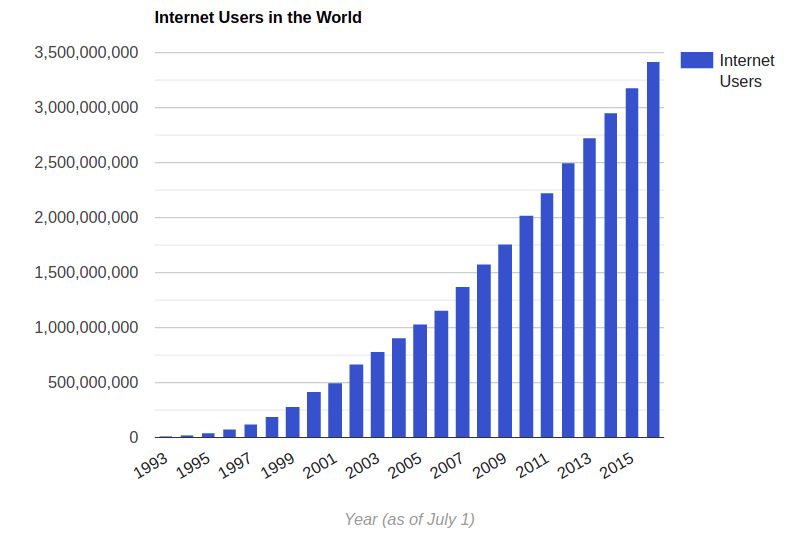 Internet Users in the World
3,500,000,000
3,000,000,000
2,500,000,000
2,000,000,000
1,500,000,000
1,000,000,000
500,000,000
0
Internet
Users
1993 1995 1997 1999 2001 2003 2005 2007 2009 2011 2013 2015
Year (as of July 1)